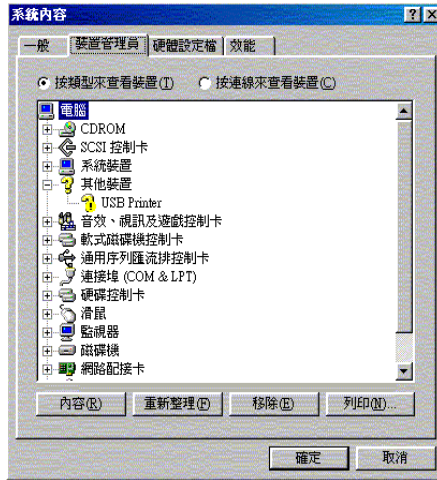 系統內容
一般 裝置管理員 硬體設定檔 效能
按類型來查看裝置(T) 按連線來查看裝置(C)
電腦
CDROM
SCSI 控制卡
系統裝置
其他裝置
USB Printer
音效、視訊及遊戲控制卡
軟式磁碟機控制卡
通用序列匯流排控制卡
連接埠 (COM & LPT)
硬碟控制卡
滑鼠
監視器
磁碟機
網路配接卡
內容(R) 重新整理(F) 移除(E) 列印(N)...
確定 取消